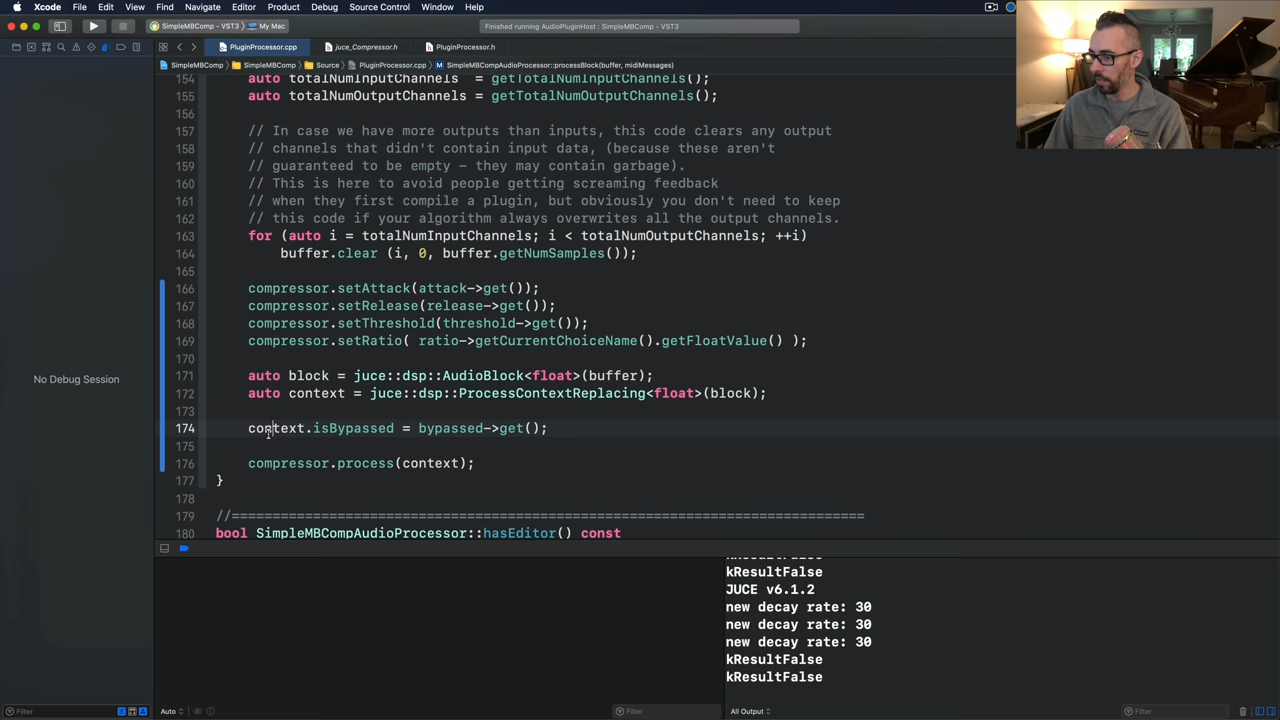 Xcode File Edit View Find Navigate Editor Product Debug Source Control Window Help
SimpleMBComp - VST3 My Mac
Finished running AudioPluginHost : VST3
PluginProcessor.cpp juce_Compressor.h PluginProcessor.h
SimpleMBComp SimpleMBComp Source PluginProcessor.cpp SimpleMBCompAudioProcessor::processBlock(buffer, midiMessages)
154 auto totalNumInputChannels = getTotalNumInputChannels();
155 auto totalNumOutputChannels = getTotalNumOutputChannels();
156
157 // In case we have more outputs than inputs, this code clears any output
158 // channels that didn't contain input data, (because these aren't
159 // guaranteed to be empty - they may contain garbage).
160 // This is here to avoid people getting screaming feedback
161 // when they first compile a plugin, but obviously you don't need to keep
162 // this code if your algorithm always overwrites all the output channels.
163 for (auto i = totalNumInputChannels; i < totalNumOutputChannels; ++i)
164 buffer.clear (i, 0, buffer.getNumSamples());
165
166 compressor.setAttack(attack->get());
167 compressor.setRelease(release->get());
168 compressor.setThreshold(threshold->get());
169 compressor.setRatio( ratio->getCurrentChoiceName().getFloatValue() );
170
171 auto block = juce::dsp::AudioBlock<float>(buffer);
172 auto context = juce::dsp::ProcessContextReplacing<float>(block);
173
174 context.isBypassed = bypassed->get();
175
176 compressor.process(context);
177 }
178
179 //==============================================================================
180 bool SimpleMBCompAudioProcessor::hasEditor() const
No Debug Session
kResultFalse
JUCE v6.1.2
new decay rate: 30
new decay rate: 30
new decay rate: 30
kResultFalse
kResultFalse
Filter
Auto
Filter
All Output
Filter